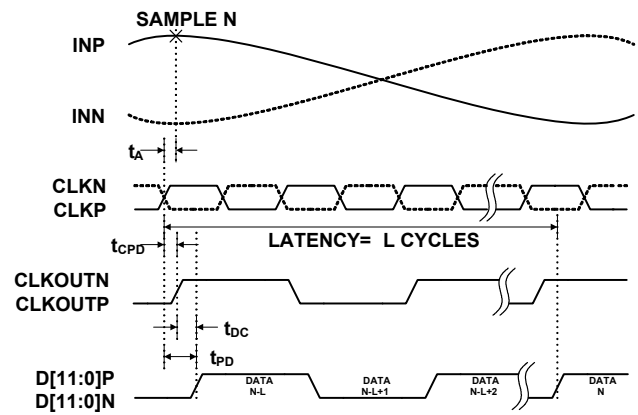 SAMPLE N
INP
INN
tA
CLKN
CLKP
LATENCY= L CYCLES
tCPD
CLKOUTN
CLKOUTP
tDC
tPD
D[11:0]P
D[11:0]N
DATA
N-L
DATA
N-L+1
DATA
N-L+2
DATA
N